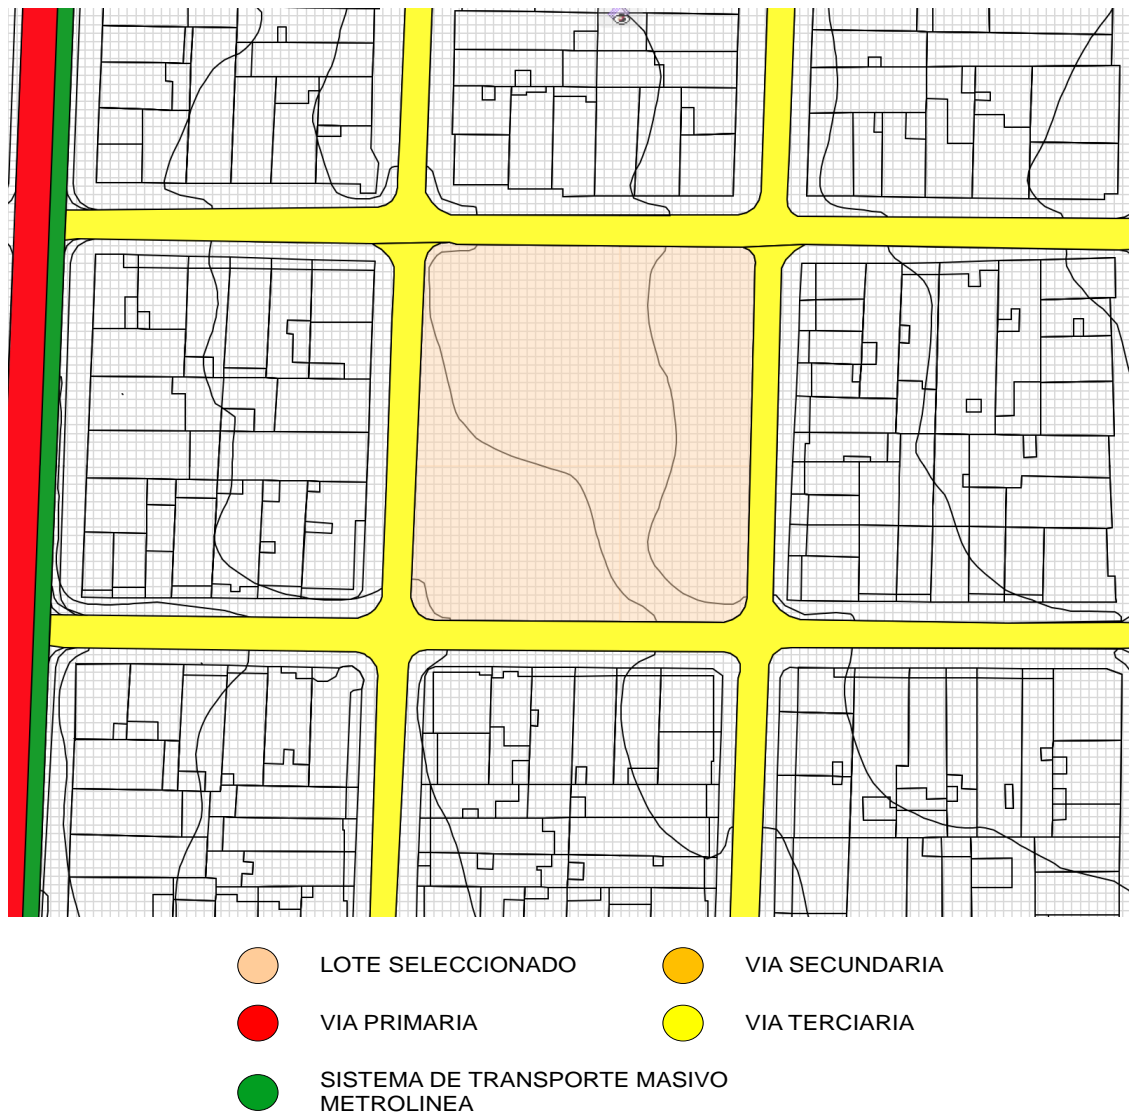 LOTE SELECCIONADO
VIA SECUNDARIA
VIA PRIMARIA
VIA TERCIARIA
SISTEMA DE TRANSPORTE MASIVO
METROLINEA